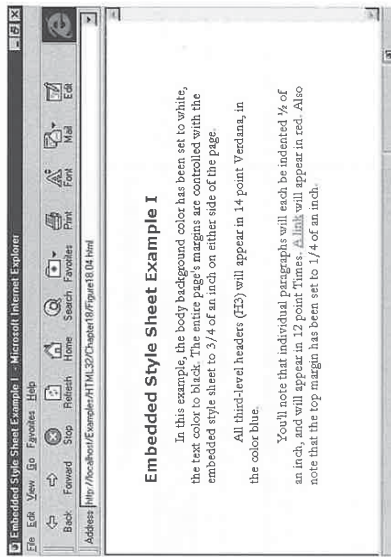 Embedded Style Sheet Example I - Microsoft Internet Explorer
File Edit View Go Favorites Help
Back Forward Stop Refresh Home Search Favorites Print Font Mail Edit
Address http://localhost/Examples/HTML32/Chapter18/Figure18.04.html
Embedded Style Sheet Example I
In this example, the body background color has been set to white,
the text color to black. The entire page's margins are controlled with the
embedded style sheet to 3/4 of an inch on either side of the page.
All third-level headers (H3) will appear in 14 point Verdana, in
the color blue.
You'll note that individual paragraphs will each be indented ½ of
an inch, and will appear in 12 point Times. A link will appear in red. Also
note that the top margin has been set to 1/4 of an inch.